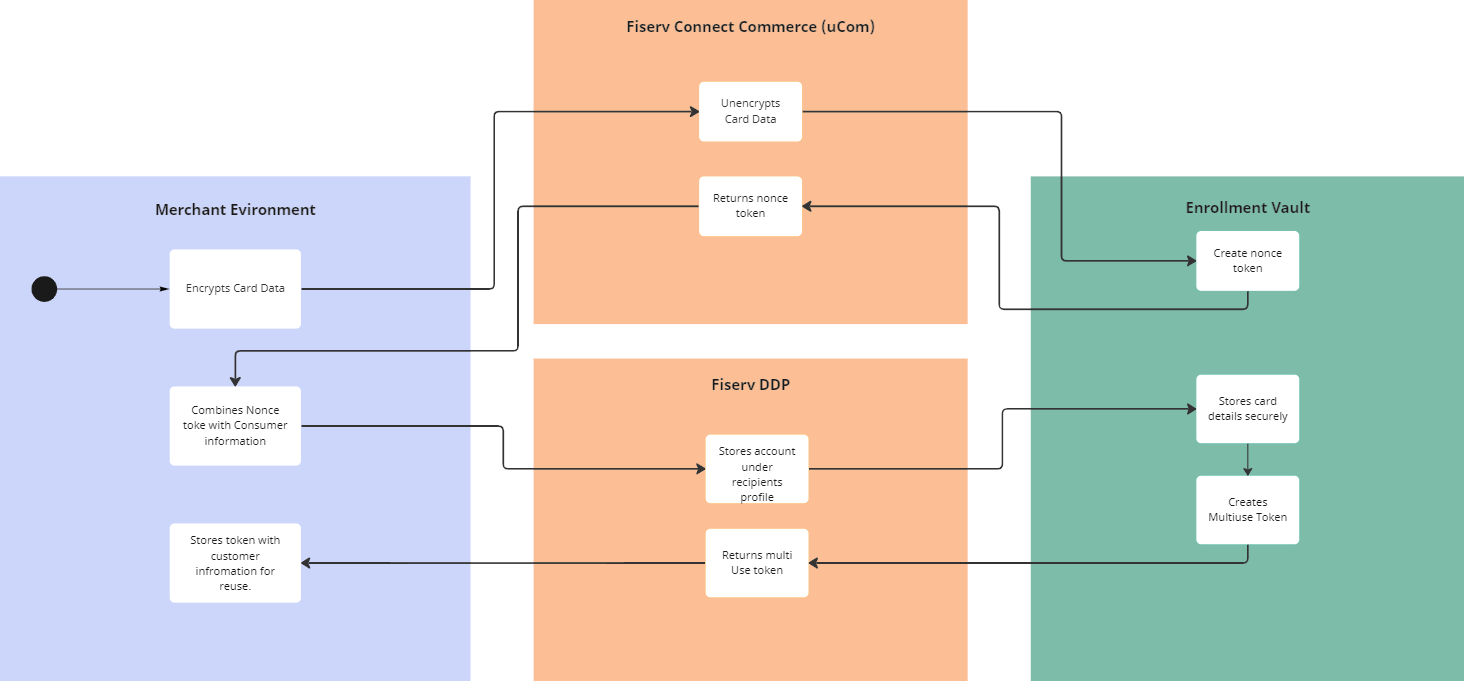 Fiserv Connect Commerce (uCom)
Unencrypts
Card Data
Returns nonce
token
Merchant Evironment
Encrypts Card Data
Combines Nonce
toke with Consumer
information
Stores token with
customer
infromation for
reuse.
Fiserv DDP
Stores account
under
recipients
profile
Returns multi
Use token
Enrollment Vault
Create nonce
token
Stores card
details securely
Creates
Multiuse Token